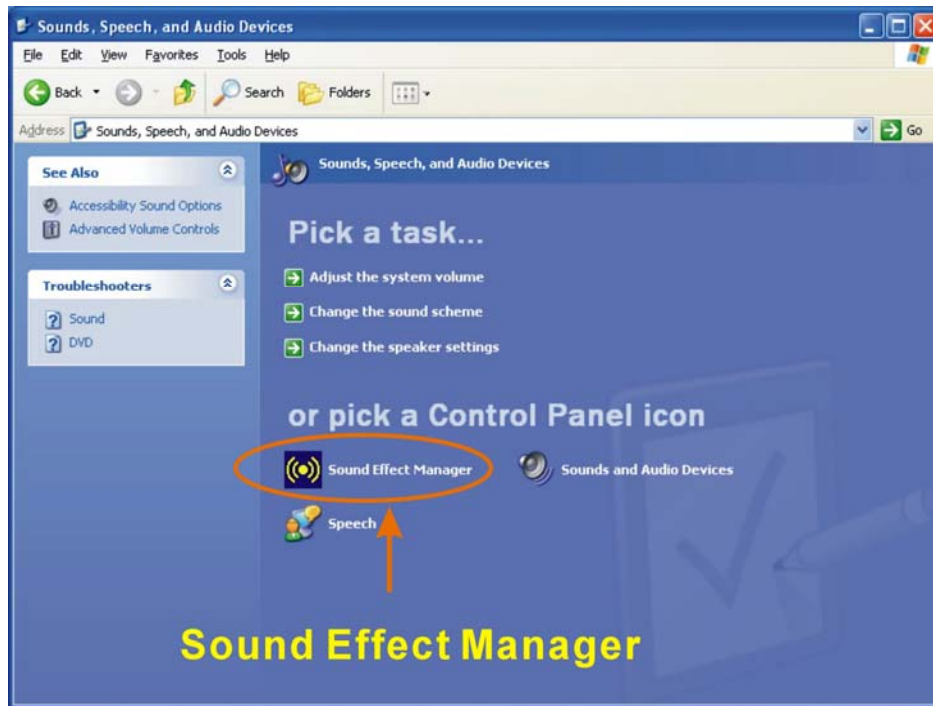 Sounds, Speech, and Audio Devices
File Edit View Favorites Tools Help
Back Search Folders
Address Sounds, Speech, and Audio Devices Go
See Also
Accessibility Sound Options
Advanced Volume Controls
Troubleshooters
Sound
DVD
Sounds, Speech, and Audio Devices
Pick a task...
Adjust the system volume
Change the sound scheme
Change the speaker settings
or pick a Control Panel icon
Sound Effect Manager Sounds and Audio Devices
Speech
Sound Effect Manager